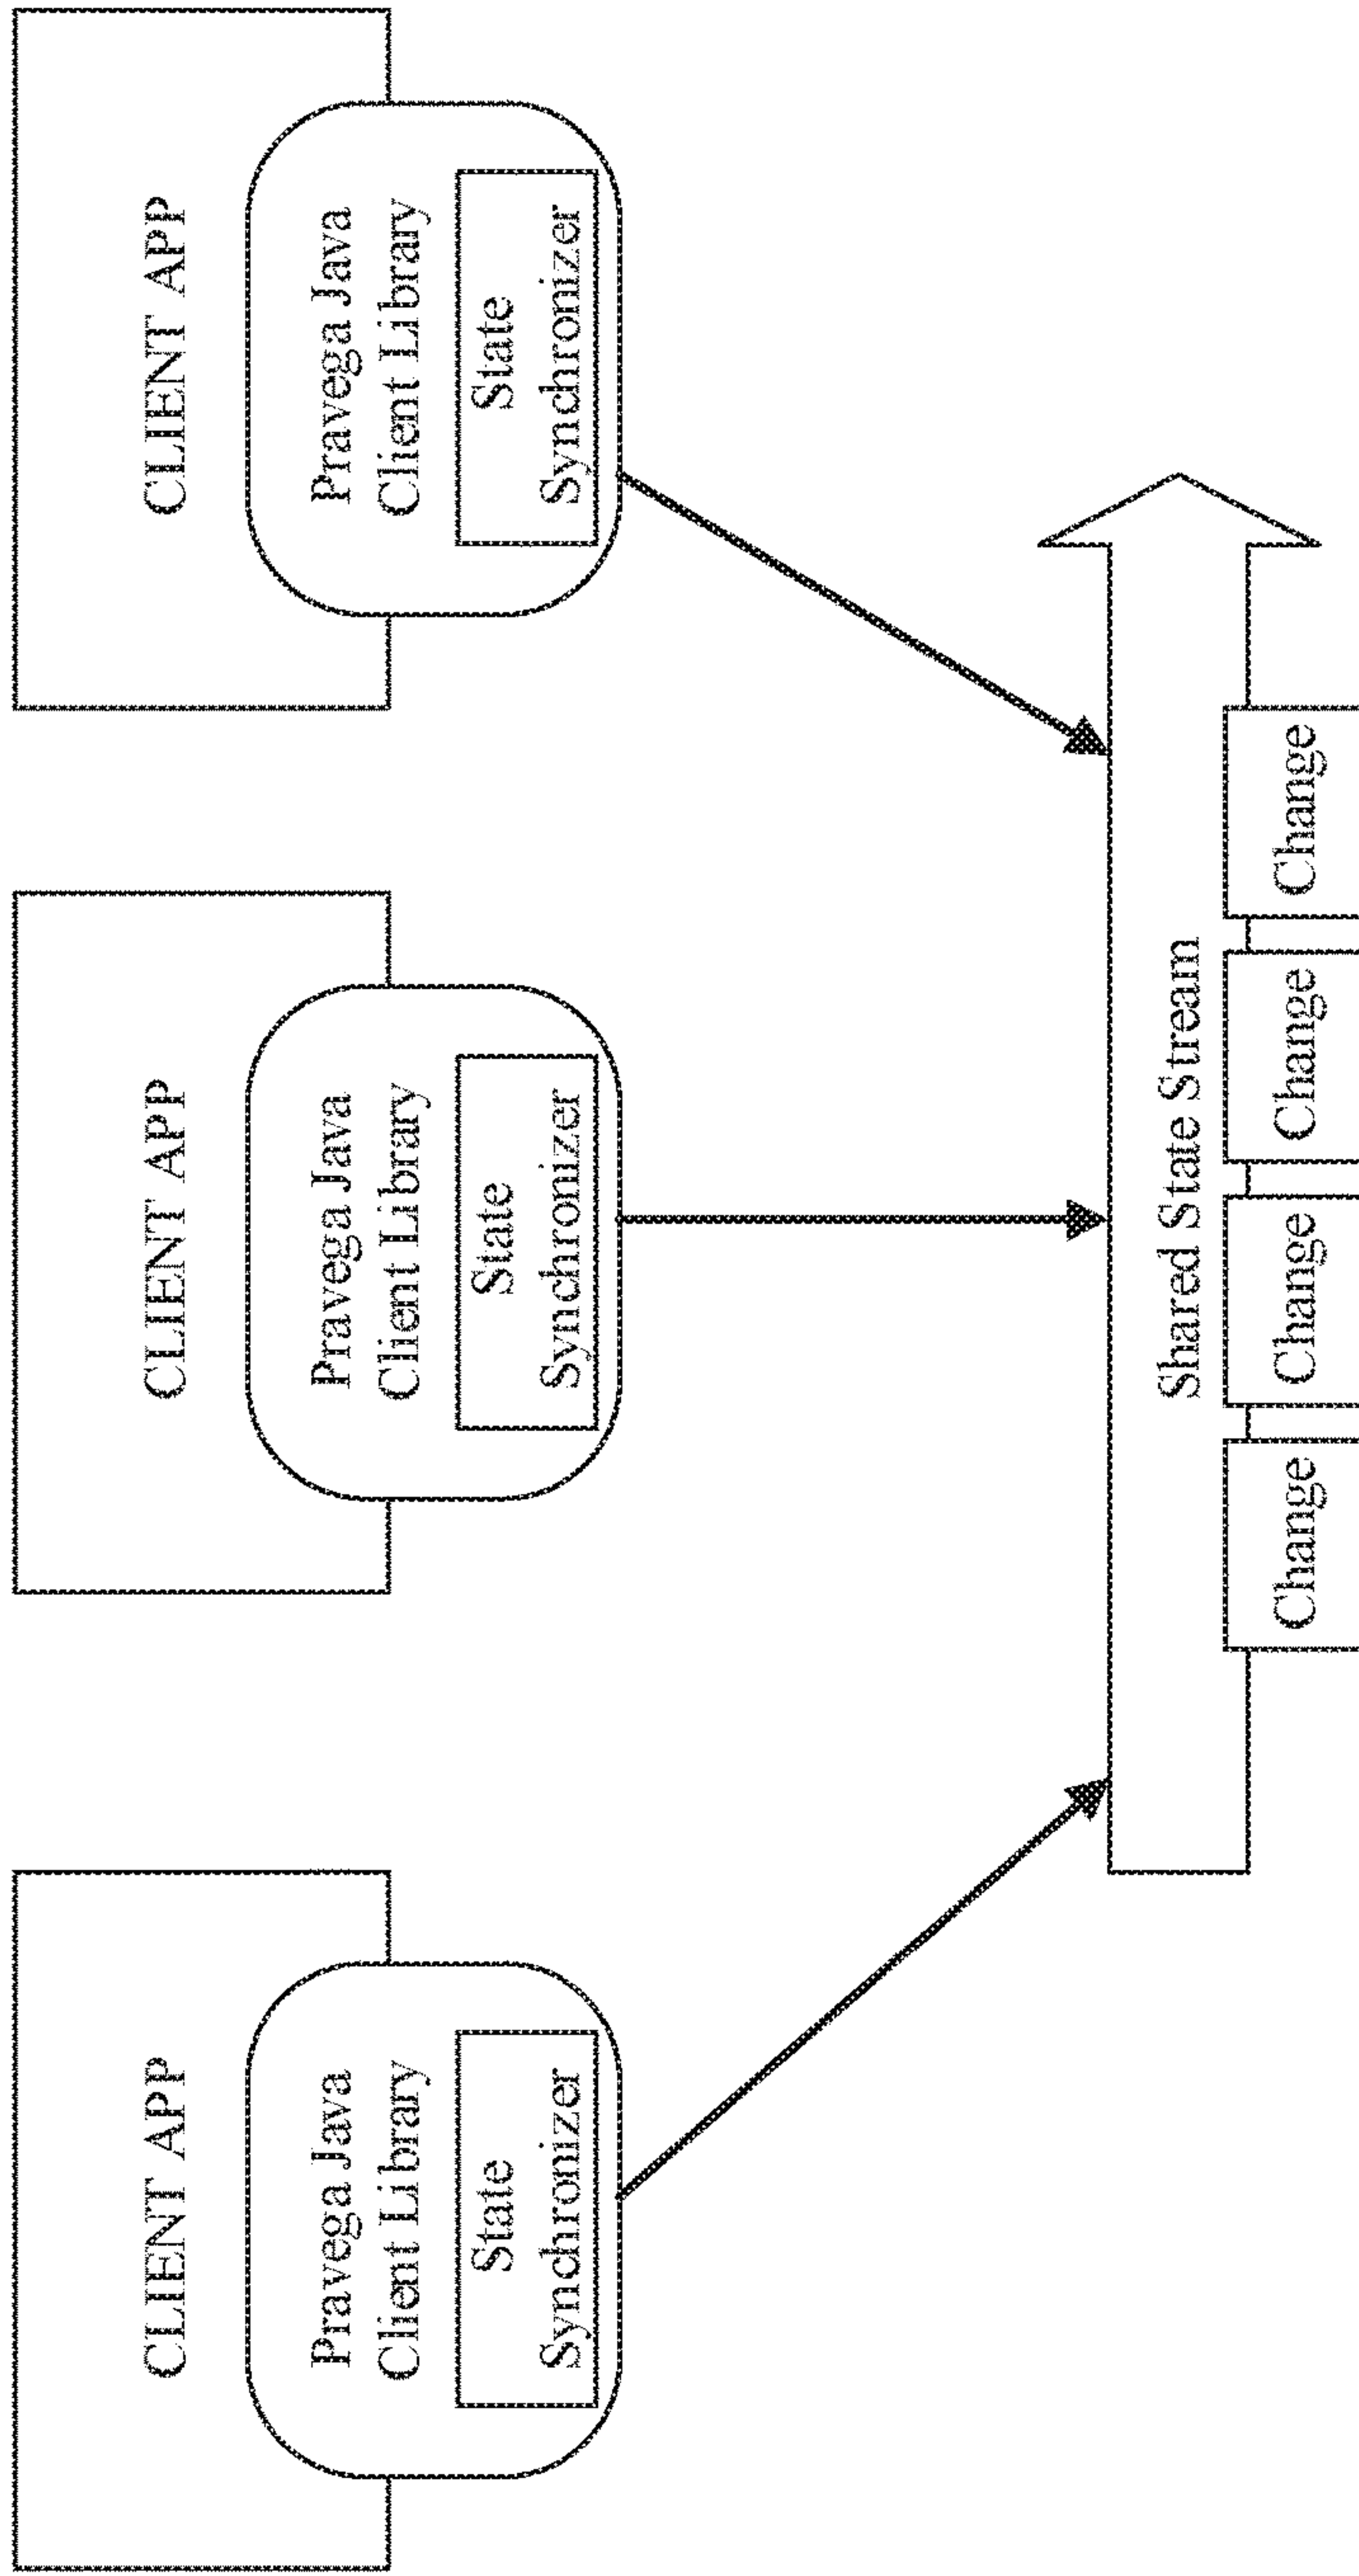 CLIENT APP
Pravega Java
Client Library
State
Synchronizer
CLIENT APP
Pravega Java
Client Library
State
Synchronizer
CLIENT APP
Pravega Java
Client Library
State
Synchronizer
Shared State Stream
Change
Change
Change
Change